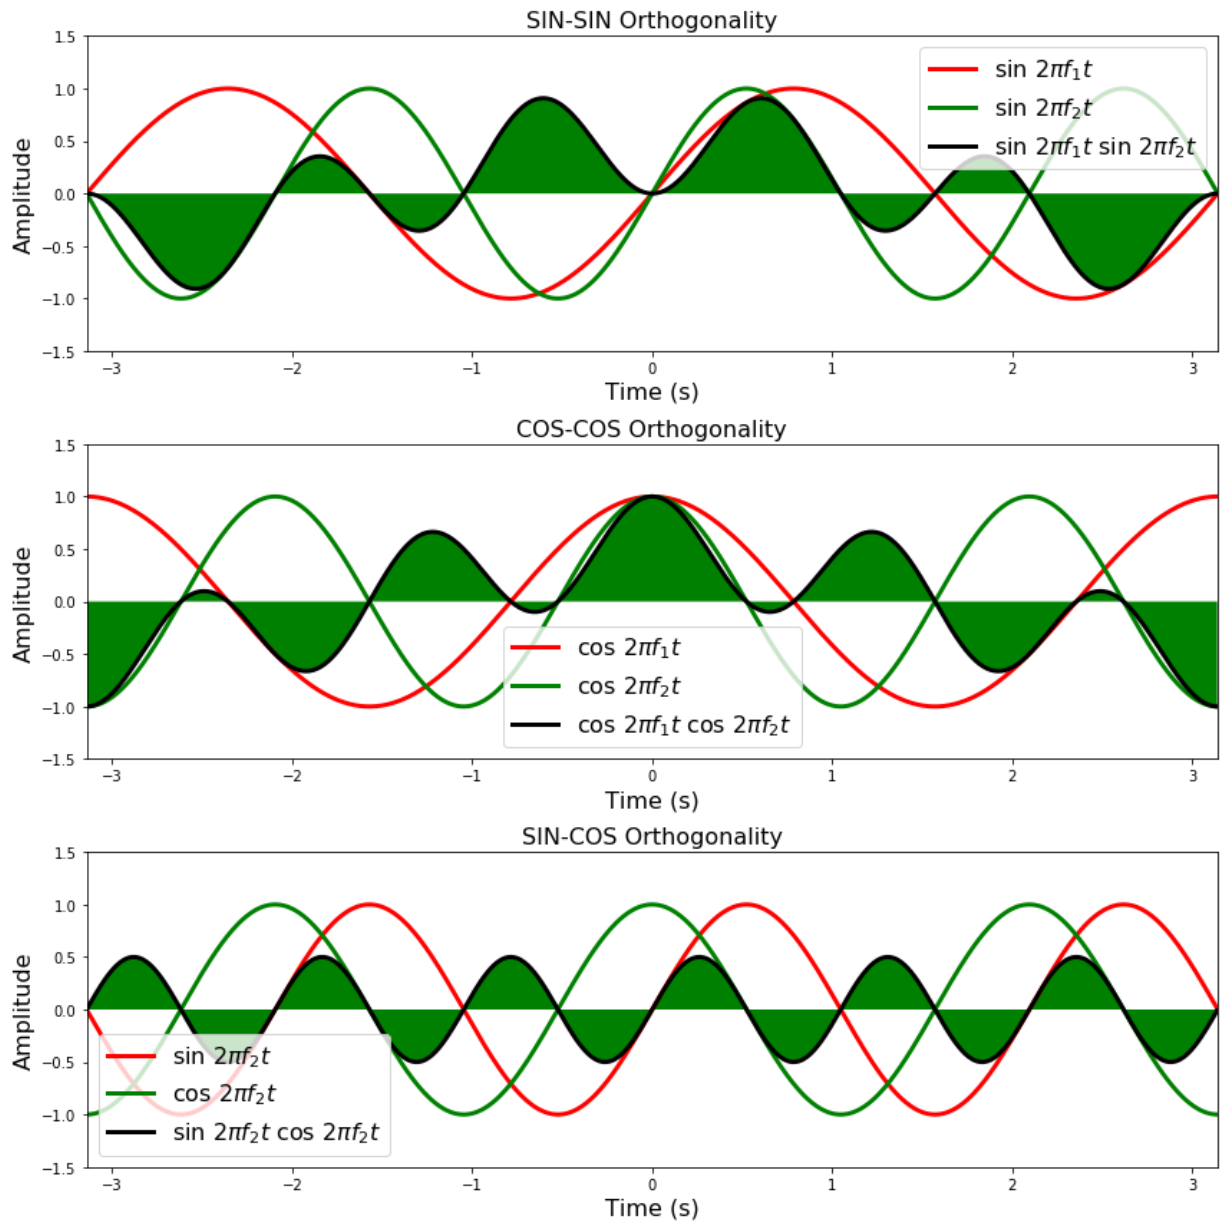 SIN-SIN Orthogonality
1.5
1.0
0.5
0.0
−0.5
−1.0
−1.5
Amplitude
sin 2πf₁t
sin 2πf₂t
sin 2πf₁t sin 2πf₂t
−3 −2 −1 0 1 2 3
Time (s)
COS-COS Orthogonality
1.5
1.0
0.5
0.0
−0.5
−1.0
−1.5
Amplitude
cos 2πf₁t
cos 2πf₂t
cos 2πf₁t cos 2πf₂t
−3 −2 −1 0 1 2 3
Time (s)
SIN-COS Orthogonality
1.5
1.0
0.5
0.0
−0.5
−1.0
−1.5
Amplitude
sin 2πf₂t
cos 2πf₂t
sin 2πf₂t cos 2πf₂t
−3 −2 −1 0 1 2 3
Time (s)